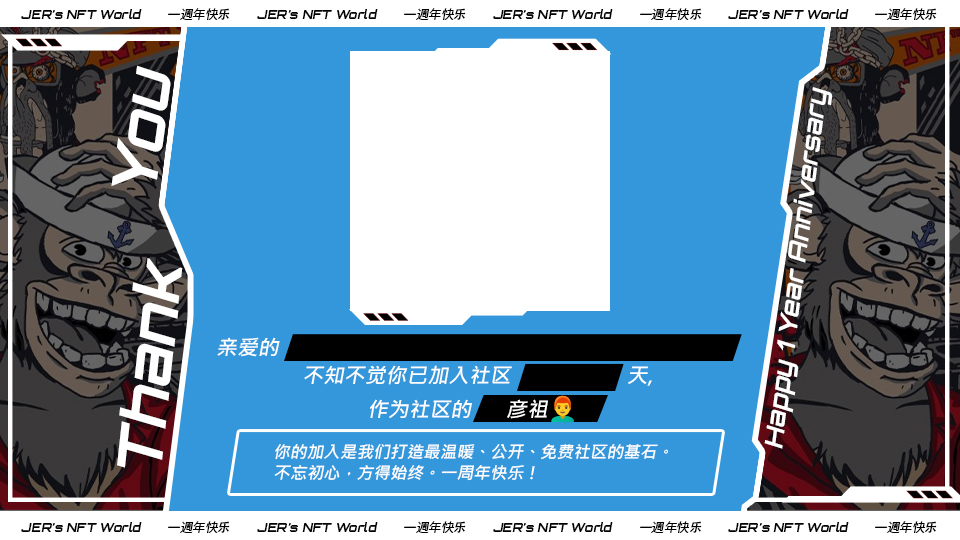 JER's NFT World 一週年快乐 JER's NFT World 一週年快乐 JER's NFT World 一週年快乐 JER's NFT World 一週年快乐
Thank You
Happy 1 Year Anniversary
亲爱的
不知不觉你已加入社区 天,
作为社区的 彦祖
你的加入是我们打造最温暖、公开、免费社区的基石。
不忘初心，方得始终。一周年快乐！
JER's NFT World 一週年快乐 JER's NFT World 一週年快乐 JER's NFT World 一週年快乐 JER's NFT World 一週年快乐